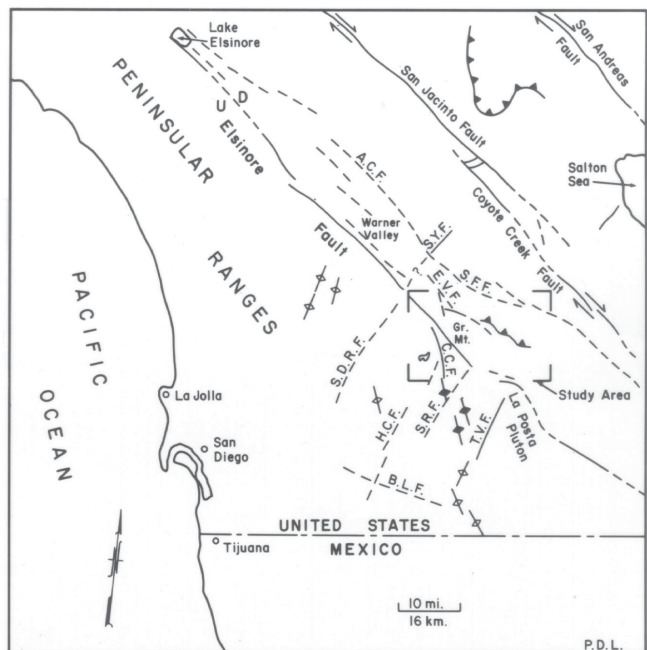 Lake
Elsinore
San Andreas
Fault
PENINSULAR
RANGES
U D
Elsinore
Fault
San Jacinto Fault
A.C.F.
Salton
Sea
Coyote Creek
Fault
Warner
Valley
S.Y.F.
?
E.V.F.
S.F.F.
Gr.
Mt.
C.C.F.
S.D.R.F.
PACIFIC
OCEAN
La Jolla
San
Diego
H.C.F.
S.R.F.
T.V.F.
La Posta
Pluton
Study Area
B.L.F.
UNITED STATES
MEXICO
Tijuana
10 mi.
16 km.
P.D.L.